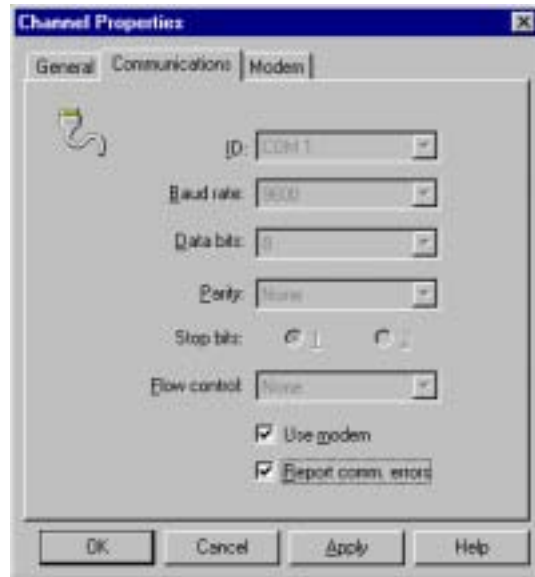 Channel Properties
General Communications Modem
ID: COM 1
Baud rate: 9600
Data bits: 8
Parity: None
Stop bits: 1 2
Flow control: None
Use modem
Report comm. errors
OK Cancel Apply Help